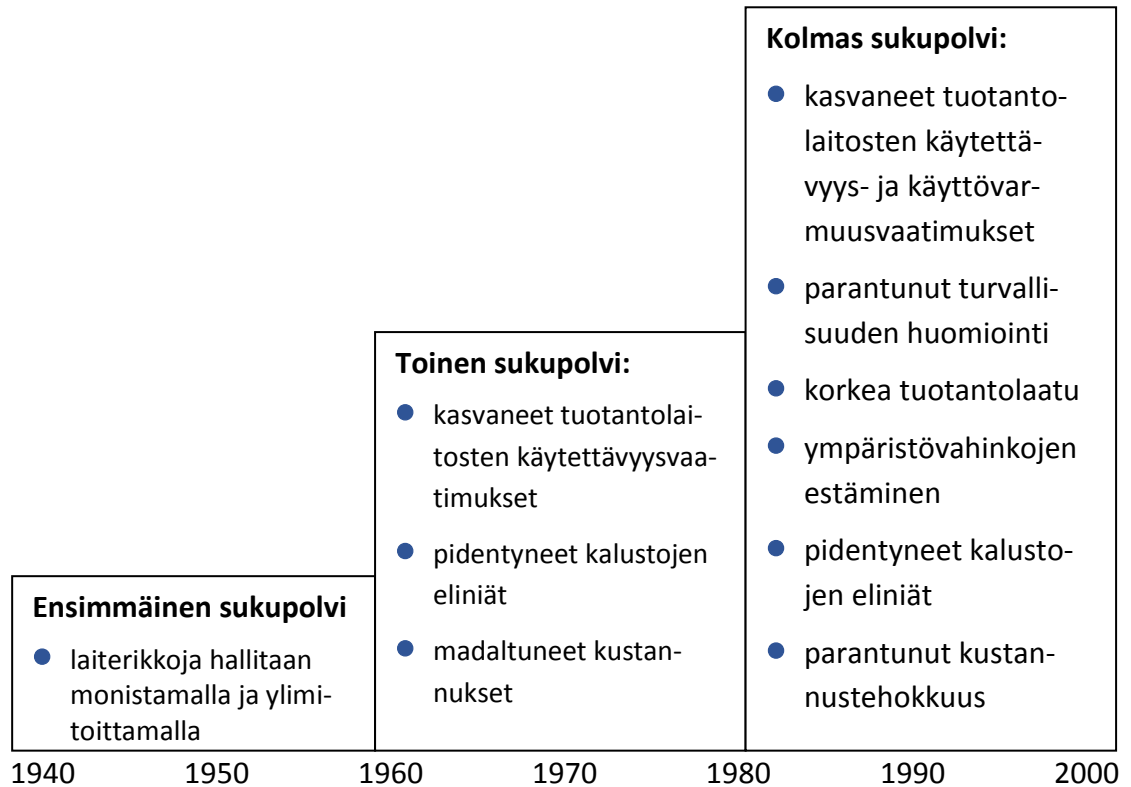 Ensimmäinen sukupolvi
● laiterikkoja hallitaan
monistamalla ja ylimi-
toittamalla
Toinen sukupolvi:
● kasvaneet tuotantolai-
tosten käytettävyysvaa-
timukset
● pidentyneet kalustojen
eliniät
● madaltuneet kustan-
nukset
Kolmas sukupolvi:
● kasvaneet tuotanto-
laitosten käytettä-
vyys- ja käyttövar-
muusvaatimukset
● parantunut turvalli-
suuden huomiointi
● korkea tuotantolaatu
● ympäristövahinkojen
estäminen
● pidentyneet kalusto-
jen eliniät
● parantunut kustan-
nustehokkuus
1940 1950 1960 1970 1980 1990 2000